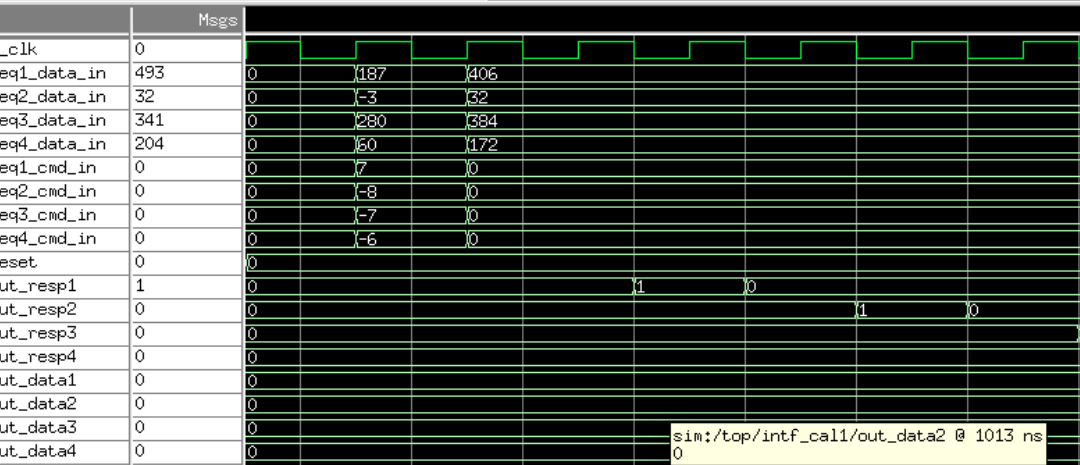 Msgs
_clk 0
eq1_data_in 493 0 187 406
eq2_data_in 32 0 -3 32
eq3_data_in 341 0 280 384
eq4_data_in 204 0 60 172
eq1_cmd_in 0 0 7 0
eq2_cmd_in 0 0 -8 0
eq3_cmd_in 0 0 -7 0
eq4_cmd_in 0 0 -6 0
eset 0 0
ut_resp1 1 0 1 0
ut_resp2 0 0 1 0
ut_resp3 0 0
ut_resp4 0 0
ut_data1 0 0
ut_data2 0 0
ut_data3 0 0
ut_data4 0 0
sim:/top/intf_cal1/out_data2 @ 1013 ns
0